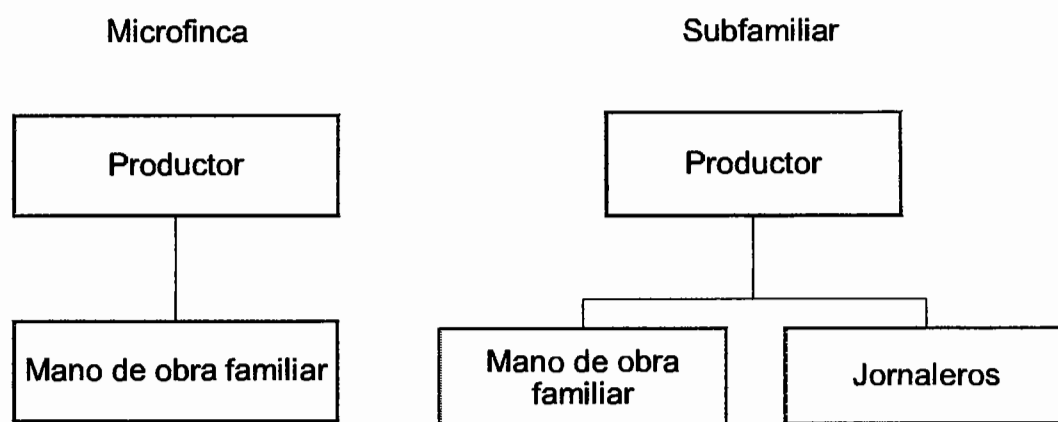 Microfinca
Subfamiliar
Productor
Productor
Mano de obra familiar
Mano de obra
familiar
Jornaleros